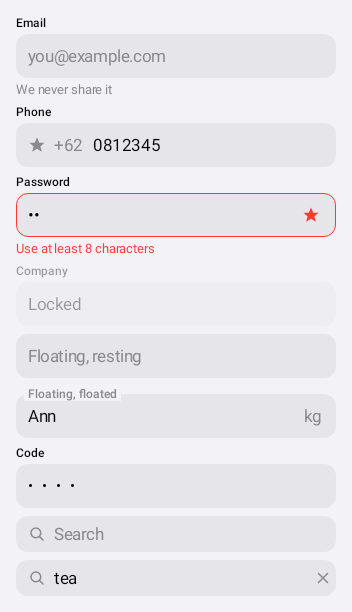 Email
you@example.com
We never share it
Phone
+62 0812345
Password
••
Use at least 8 characters
Company
Locked
Floating, resting
Floating, floated
Ann kg
Code
• • • •
Search
tea